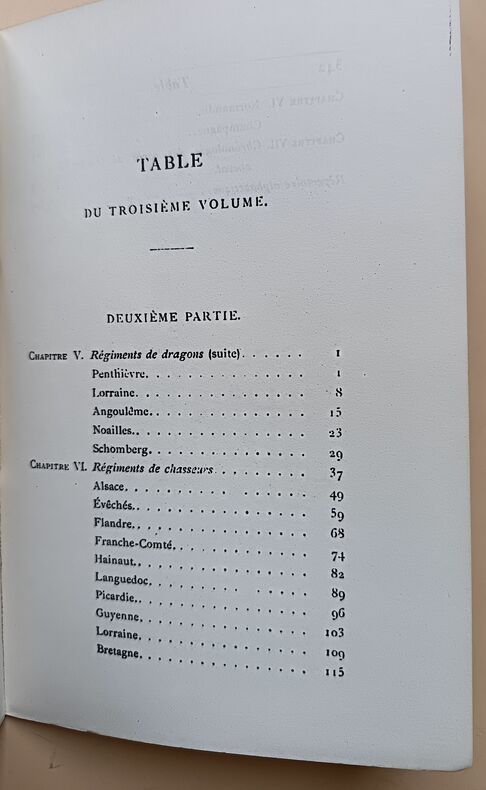 TABLE
DU TROISIÈME VOLUME.
DEUXIÈME PARTIE.
CHAPITRE V. Régiments de dragons (suite). . . . . . . 1
Penthièvre. . . . . . . . . . . . . . 1
Lorraine. . . . . . . . . . . . . . . 8
Angoulême. . . . . . . . . . . . . . 15
Noailles. . . . . . . . . . . . . . . 23
Schomberg. . . . . . . . . . . . . . 29
CHAPITRE VI. Régiments de chasseurs. . . . . . . . 37
Alsace. . . . . . . . . . . . . . . 49
Évêchés. . . . . . . . . . . . . . . 59
Flandre. . . . . . . . . . . . . . . 68
Franche-Comté. . . . . . . . . . . . 74
Hainaut. . . . . . . . . . . . . . . 82
Languedoc. . . . . . . . . . . . . . 89
Picardie. . . . . . . . . . . . . . . 96
Guyenne. . . . . . . . . . . . . . . 103
Lorraine. . . . . . . . . . . . . . . 109
Bretagne. . . . . . . . . . . . . . . 115